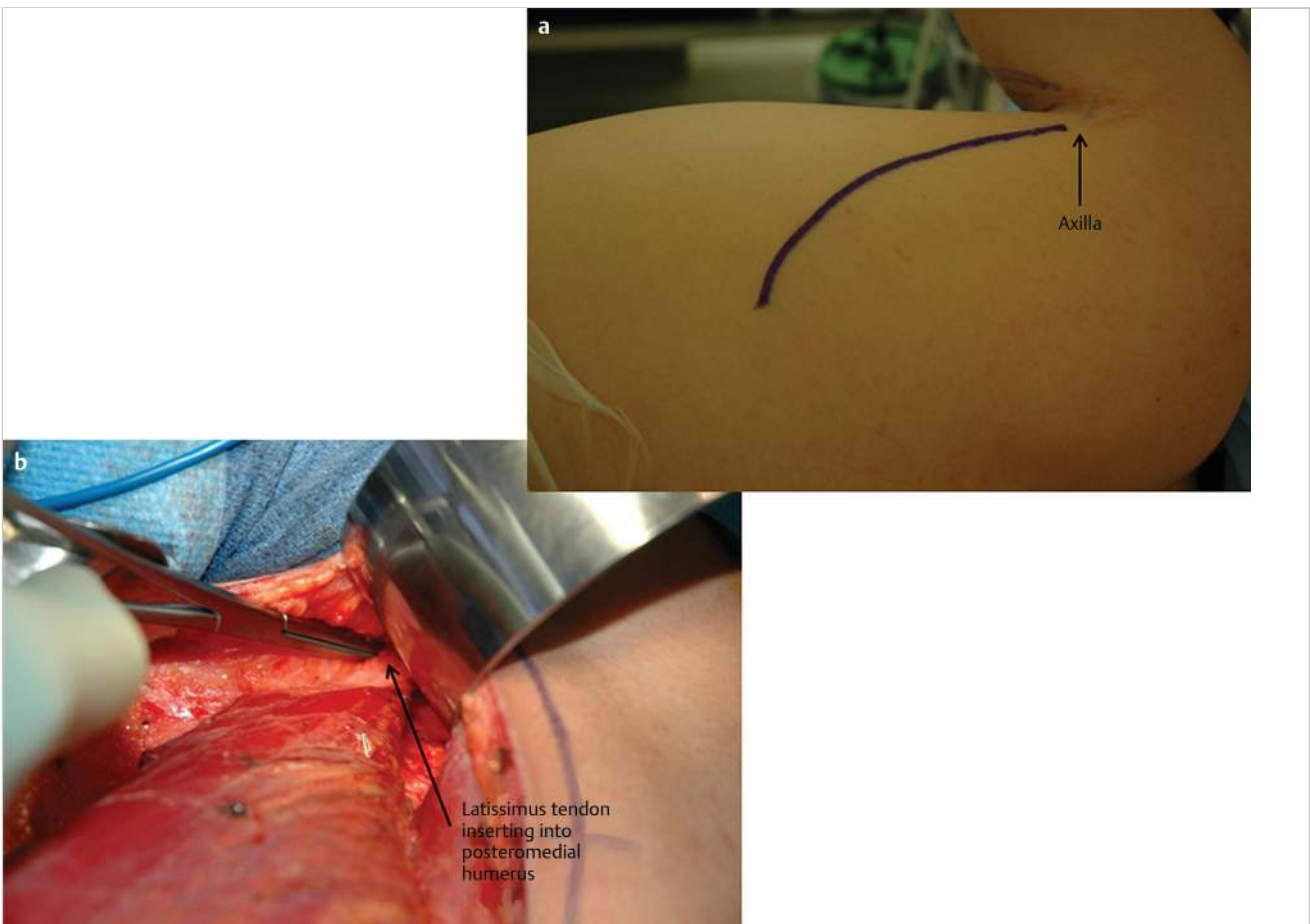 a
Axilla
b
Latissimus tendon
inserting into
posteromedial
humerus